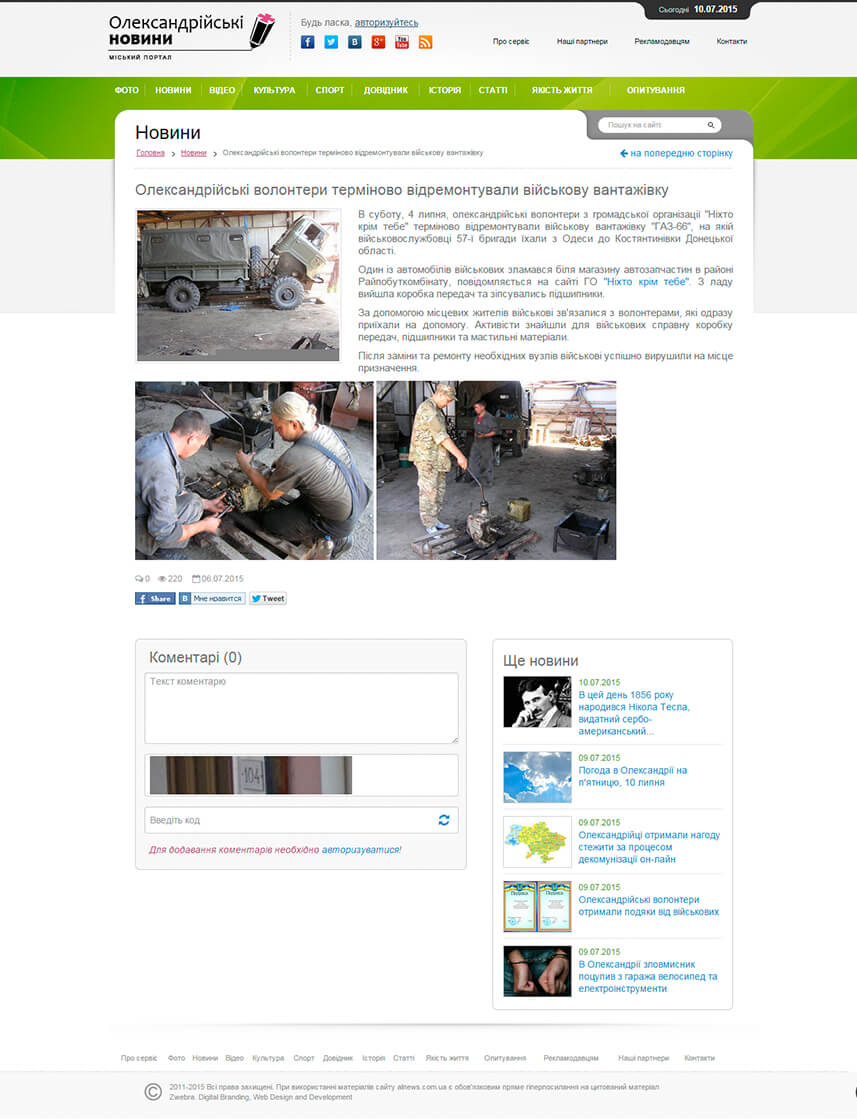 Сьогодні 10.07.2015
Олександрійські
НОВИНИ
МІСЬКИЙ ПОРТАЛ
Будь ласка, авторизуйтесь
Про сервіс Наші партнери Рекламодавцям Контакти
ФОТО НОВИНИ ВІДЕО КУЛЬТУРА СПОРТ ДОВІДНИК ІСТОРІЯ СТАТТІ ЯКІСТЬ ЖИТТЯ ОПИТУВАННЯ
Новини
Пошук на сайті
Головна Новини Олександрійські волонтери терміново відремонтували військову вантажівку
на попередню сторінку
Олександрійські волонтери терміново відремонтували військову вантажівку
В суботу, 4 липня, олександрійські волонтери з громадської організації "Ніхто
крім тебе" терміново відремонтували військову вантажівку "ГАЗ-66", на якій
військовослужбовці 57-ї бригади їхали з Одеси до Костянтинівки Донецької
області.
Один із автомобілів військових зламався біля магазину автозапчастин в районі
Райпобуткомбінату, повідомляється на сайті ГО "Ніхто крім тебе". З ладу
вийшла коробка передач та зіпсувались підшипники.
За допомогою місцевих жителів військові зв'язалися з волонтерами, які одразу
приїхали на допомогу. Активісти знайшли для військових справну коробку
передач, підшипники та мастильні матеріали.
Після заміни та ремонту необхідних вузлів військові успішно вирушили на місце
призначення.
0 220 06.07.2015
f Share В Мне нравится Tweet
Коментарі (0)
Текст коментарю
104
Введіть код
Для додавання коментарів необхідно авторизуватися!
Ще новини
10.07.2015
В цей день 1856 року
народився Нікола Тесла,
видатний сербо-
американський...
09.07.2015
Погода в Олександрії на
п'ятницю, 10 липня
09.07.2015
Олександрійці отримали нагоду
стежити за процесом
декомунізації он-лайн
09.07.2015
Олександрійські волонтери
отримали подяки від військових
09.07.2015
В Олександрії зловмисник
поцупив з гаража велосипед та
електроінструменти
Про сервіс Фото Новини Відео Культура Спорт Довідник Історія Статті Якість життя Опитування Рекламодавцям Наші партнери Контакти
© 2011-2015 Всі права захищені. При використанні матеріалів сайту alnews.com.ua є обов'язковим пряме гіперпосилання на цитований матеріал
Zwebra. Digital Branding, Web Design and Development